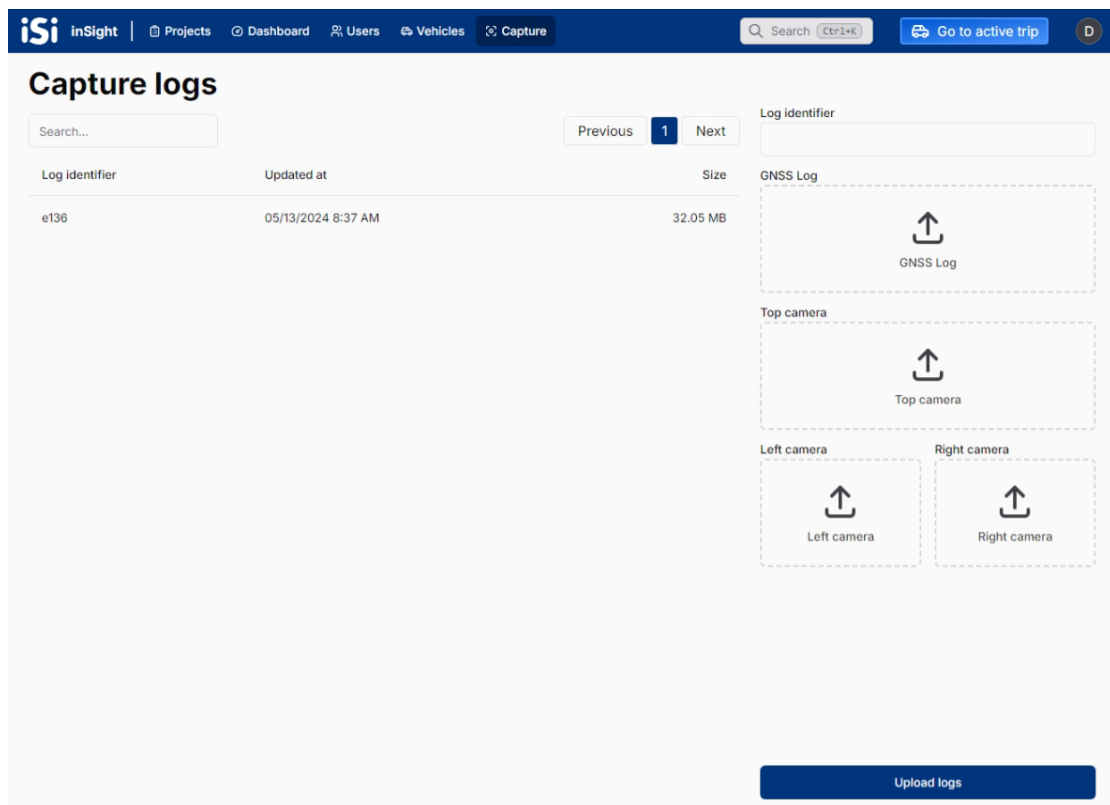 iSi inSight Projects Dashboard Users Vehicles Capture Search Ctrl+K Go to active trip D
Capture logs
Search...
Previous 1 Next
Log identifier Updated at Size
e136 05/13/2024 8:37 AM 32.05 MB
Log identifier
GNSS Log
GNSS Log
Top camera
Top camera
Left camera Right camera
Left camera Right camera
Upload logs